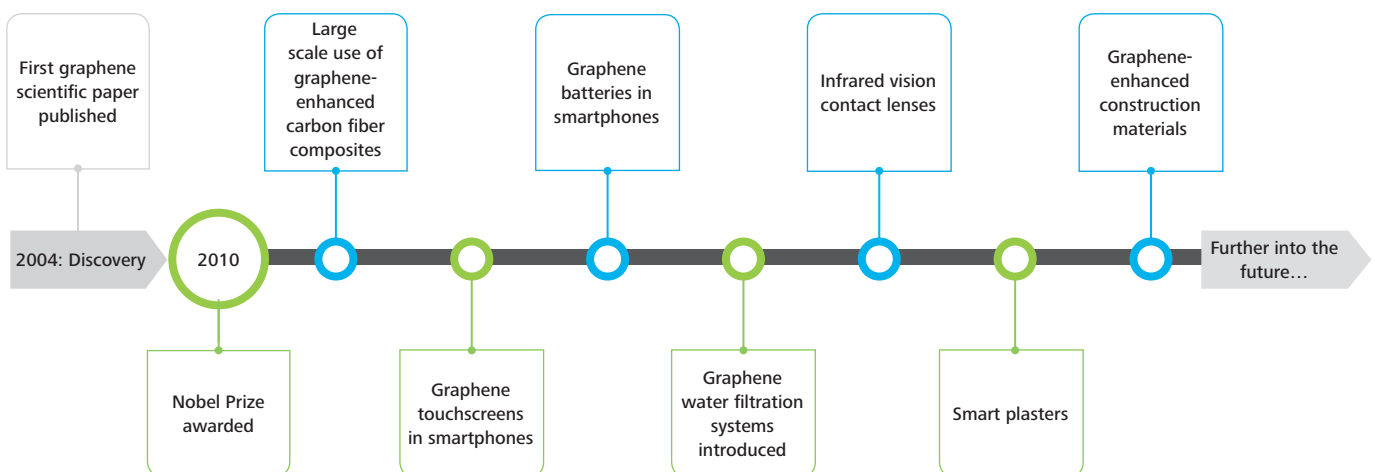 First graphene
scientific paper
published
Large
scale use of
graphene-
enhanced
carbon fiber
composites
Graphene
batteries in
smartphones
Infrared vision
contact lenses
Graphene-
enhanced
construction
materials
2004: Discovery
2010
Further into the
future…
Nobel Prize
awarded
Graphene
touchscreens
in smartphones
Graphene
water filtration
systems
introduced
Smart plasters